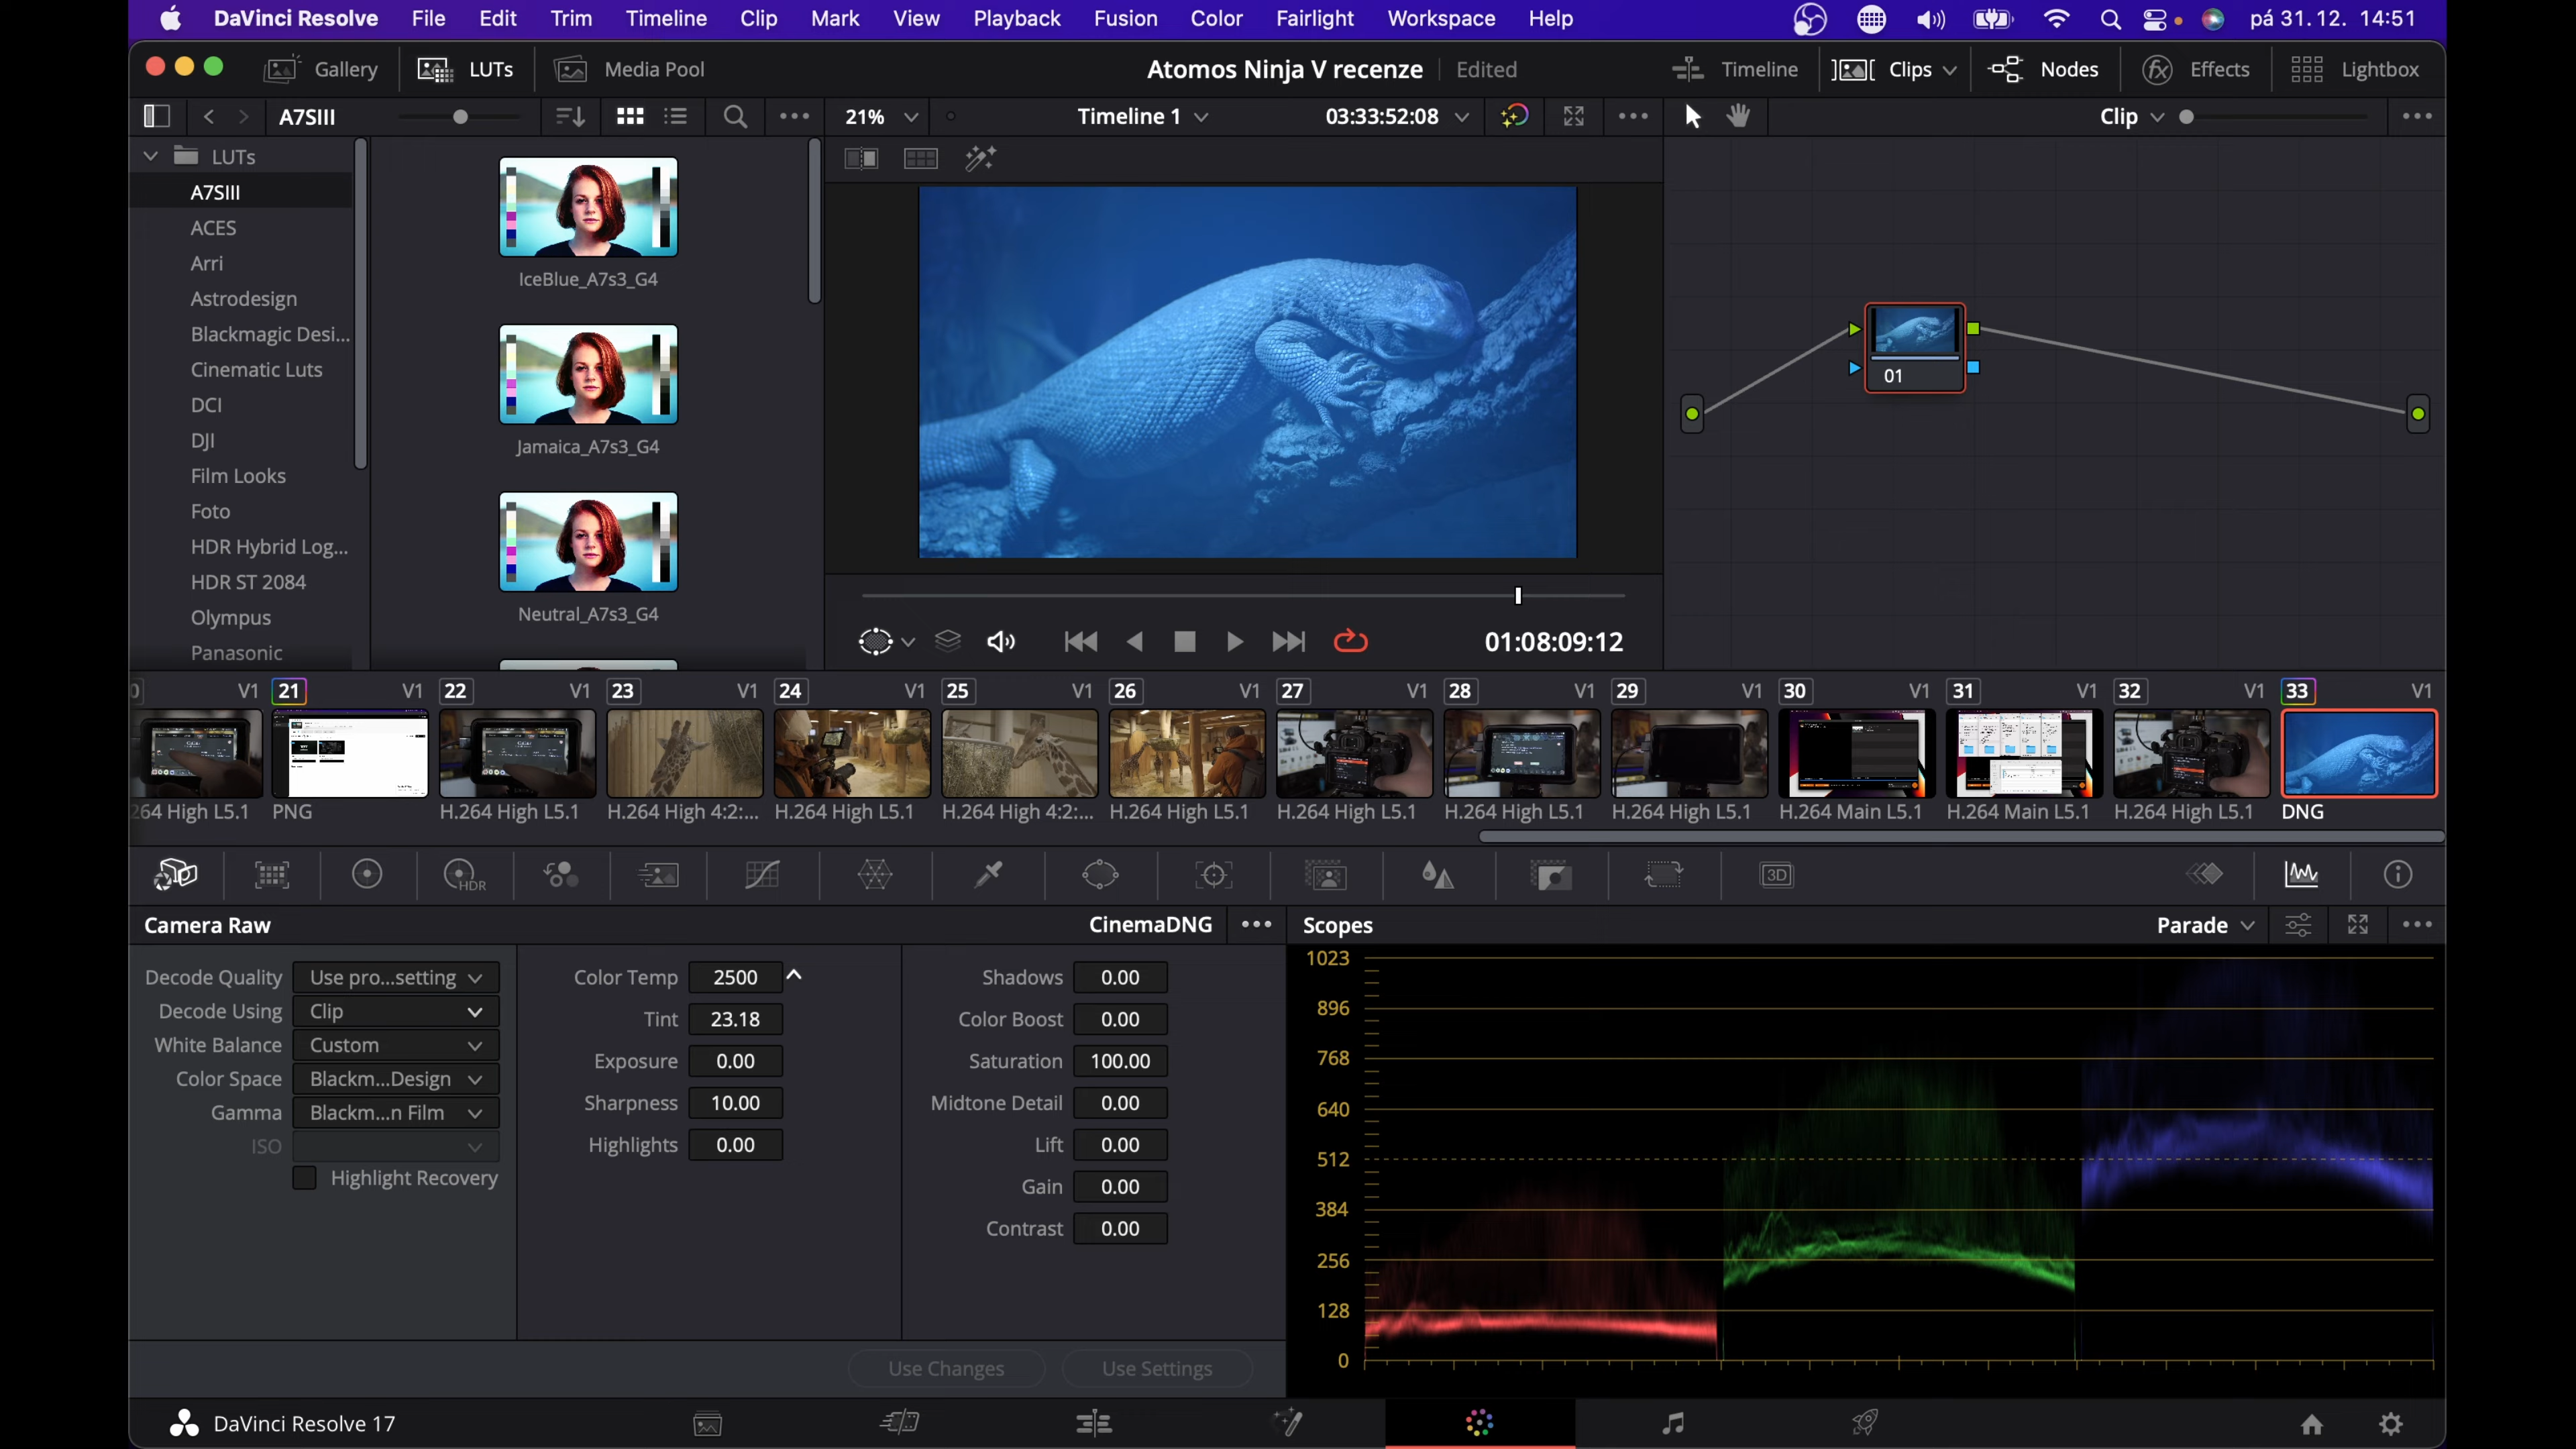 DaVinci Resolve File Edit Trim Timeline Clip Mark View Playback Fusion Color Fairlight Workspace Help pá 31. 12. 14:51
Gallery LUTs Media Pool Atomos Ninja V recenze Edited Timeline Clips Nodes Effects Lightbox
A7SIII 21% Timeline 1 03:33:52:08 Clip
LUTs
A7SIII
ACES
Arri
Astrodesign
Blackmagic Desi...
Cinematic Luts
DCI
DJI
Film Looks
Foto
HDR Hybrid Log...
HDR ST 2084
Olympus
Panasonic
IceBlue_A7s3_G4
Jamaica_A7s3_G4
Neutral_A7s3_G4
01:08:09:12
01
V1 21 V1 22 V1 23 V1 24 V1 25 V1 26 V1 27 V1 28 V1 29 V1 30 V1 31 V1 32 V1 33 V1
264 High L5.1 PNG H.264 High L5.1 H.264 High 4:2:... H.264 High L5.1 H.264 High 4:2:... H.264 High L5.1 H.264 High L5.1 H.264 High L5.1 H.264 High L5.1 H.264 Main L5.1 H.264 Main L5.1 H.264 High L5.1 DNG
HDR 3D
Camera Raw CinemaDNG
Decode Quality Use pro...setting
Decode Using Clip
White Balance Custom
Color Space Blackm...Design
Gamma Blackm...n Film
ISO
Highlight Recovery
Color Temp 2500
Tint 23.18
Exposure 0.00
Sharpness 10.00
Highlights 0.00
Shadows 0.00
Color Boost 0.00
Saturation 100.00
Midtone Detail 0.00
Lift 0.00
Gain 0.00
Contrast 0.00
Use Changes Use Settings
Scopes Parade
1023
896
768
640
512
384
256
128
0
DaVinci Resolve 17